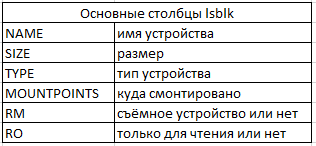 Основные столбцы lsblk
NAME имя устройства
SIZE размер
TYPE тип устройства
MOUNTPOINTS куда смонтировано
RM съёмное устройство или нет
RO только для чтения или нет